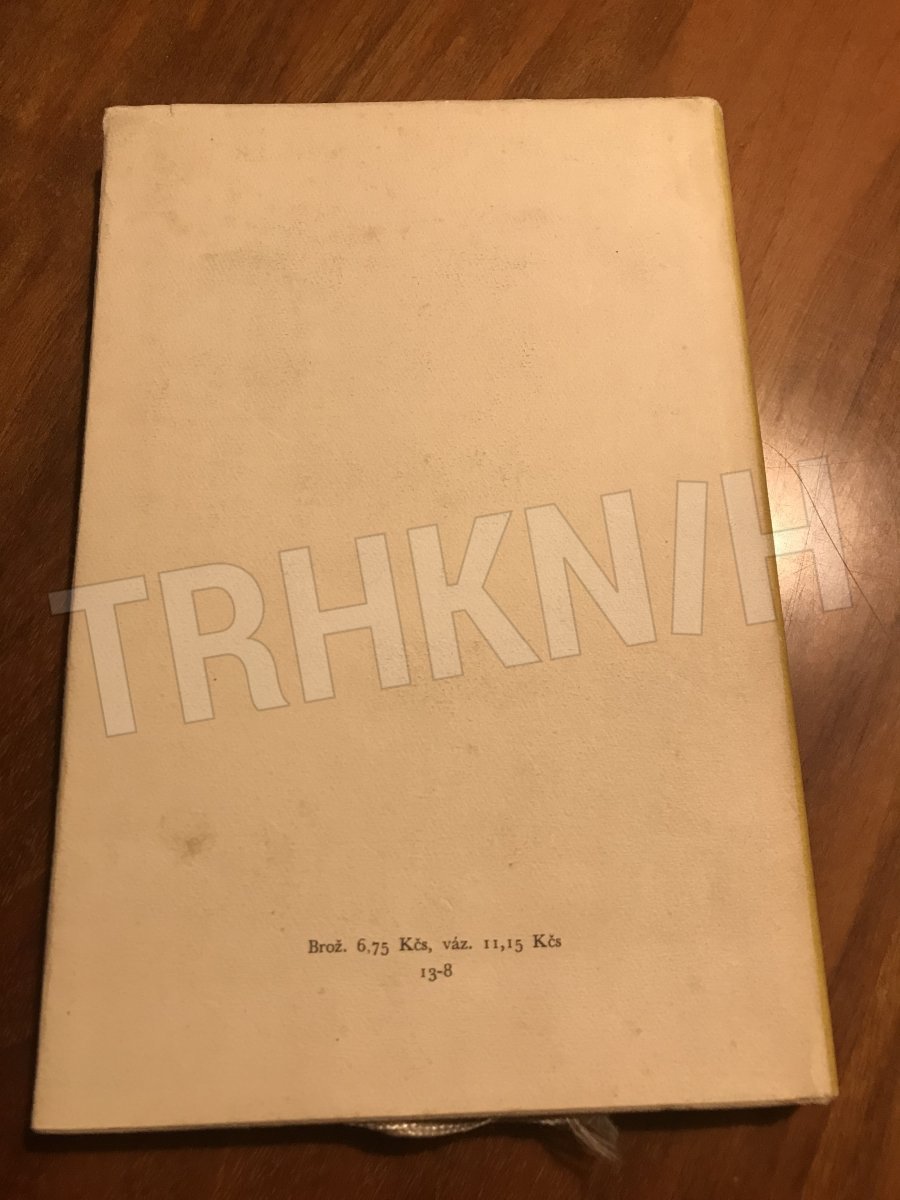 TRHKNIH
Brož. 6,75 Kčs, váz. 11,15 Kčs
13-8